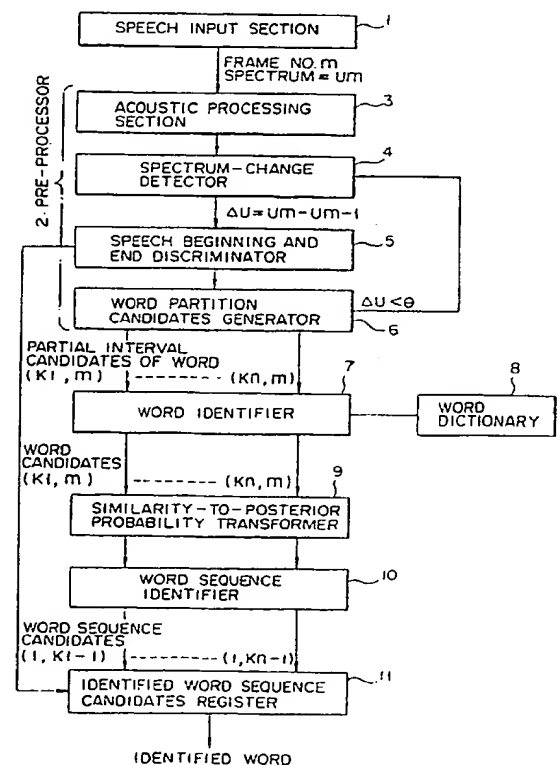 SPEECH INPUT SECTION
1
FRAME NO. m
SPECTRUM = Um
2. PRE-PROCESSOR
ACOUSTIC PROCESSING
SECTION
3
SPECTRUM-CHANGE
DETECTOR
4
ΔU = Um - Um - 1
SPEECH BEGINNING AND
END DISCRIMINATOR
5
WORD PARTITION
CANDIDATES GENERATOR
ΔU < θ
6
PARTIAL INTERVAL
CANDIDATES OF WORD
(K1, m) --------- (Kn, m)
7
8
WORD IDENTIFIER
WORD
DICTIONARY
WORD
CANDIDATES
(K1, m) --------- (Kn, m)
9
SIMILARITY-TO-POSTERIOR
PROBABILITY TRANSFORMER
WORD SEQUENCE
IDENTIFIER
10
WORD SEQUENCE
CANDIDATES
(1, K1-1) --------- (1, Kn-1)
IDENTIFIED WORD SEQUENCE
CANDIDATES REGISTER
11
IDENTIFIED WORD